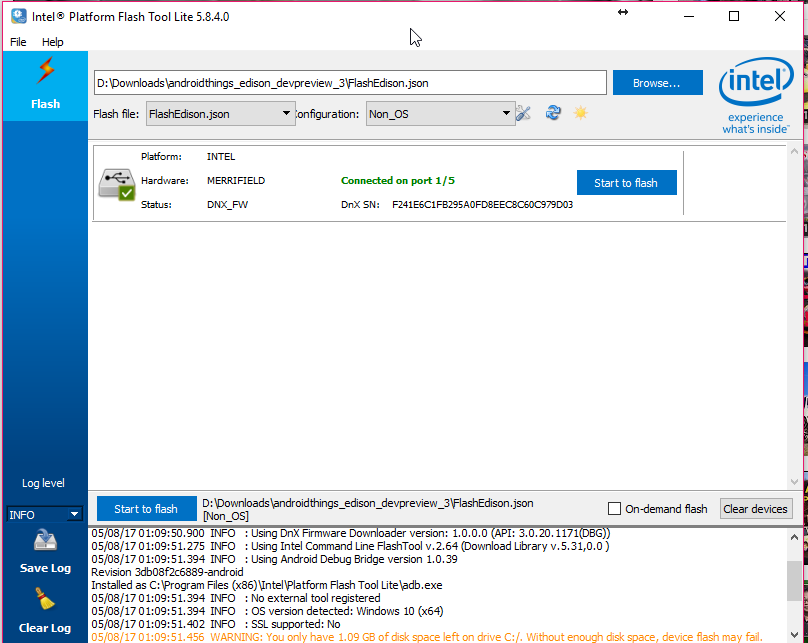 Intel® Platform Flash Tool Lite 5.8.4.0
File Help
Flash
D:\Downloads\androidthings_edison_devpreview_3\FlashEdison.json
Browse...
Flash file: FlashEdison.json Configuration: Non_OS
intel
experience
what's inside™
Platform: INTEL
Hardware: MERRIFIELD Connected on port 1/5
Start to flash
Status: DNX_FW DnX SN: F241E6C1FB295A0FD8EEC8C60C979D03
Log level
INFO
Save Log
Clear Log
Start to flash
D:\Downloads\androidthings_edison_devpreview_3\FlashEdison.json
[Non_OS]
On-demand flash
Clear devices
05/08/17 01:09:50.900 INFO : Using DnX Firmware Downloader version: 1.0.0.0 (API: 3.0.20.1171(DBG))
05/08/17 01:09:51.275 INFO : Using Intel Command Line FlashTool v.2.64 (Download Library v.5.31,0.0 )
05/08/17 01:09:51.394 INFO : Using Android Debug Bridge version 1.0.39
Revision 3db08f2c6889-android
Installed as C:\Program Files (x86)\Intel\Platform Flash Tool Lite\adb.exe
05/08/17 01:09:51.394 INFO : No external tool registered
05/08/17 01:09:51.394 INFO : OS version detected: Windows 10 (x64)
05/08/17 01:09:51.402 INFO : SSL supported: No
05/08/17 01:09:51.456 WARNING: You only have 1.09 GB of disk space left on drive C:/. Without enough disk space, device flash may fail.